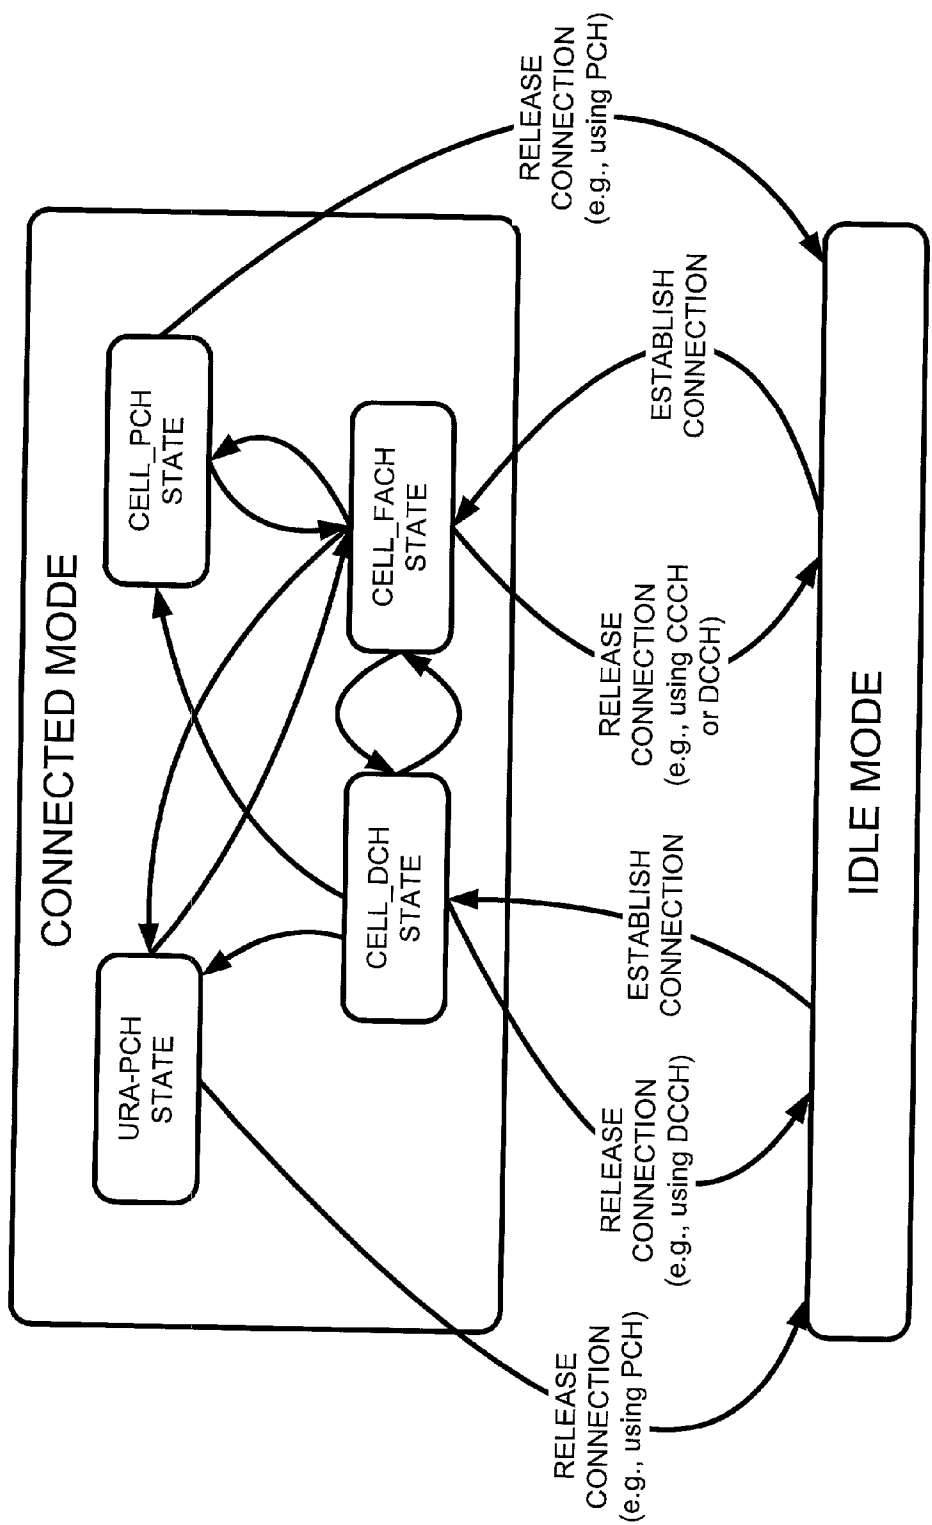 CONNECTED MODE
URA-PCH
STATE
CELL_PCH
STATE
CELL_DCH
STATE
CELL_FACH
STATE
RELEASE
CONNECTION
(e.g., using PCH)
RELEASE
CONNECTION
(e.g., using DCCH)
ESTABLISH
CONNECTION
RELEASE
CONNECTION
(e.g., using CCCH
or DCCH)
ESTABLISH
CONNECTION
RELEASE
CONNECTION
(e.g., using PCH)
IDLE MODE